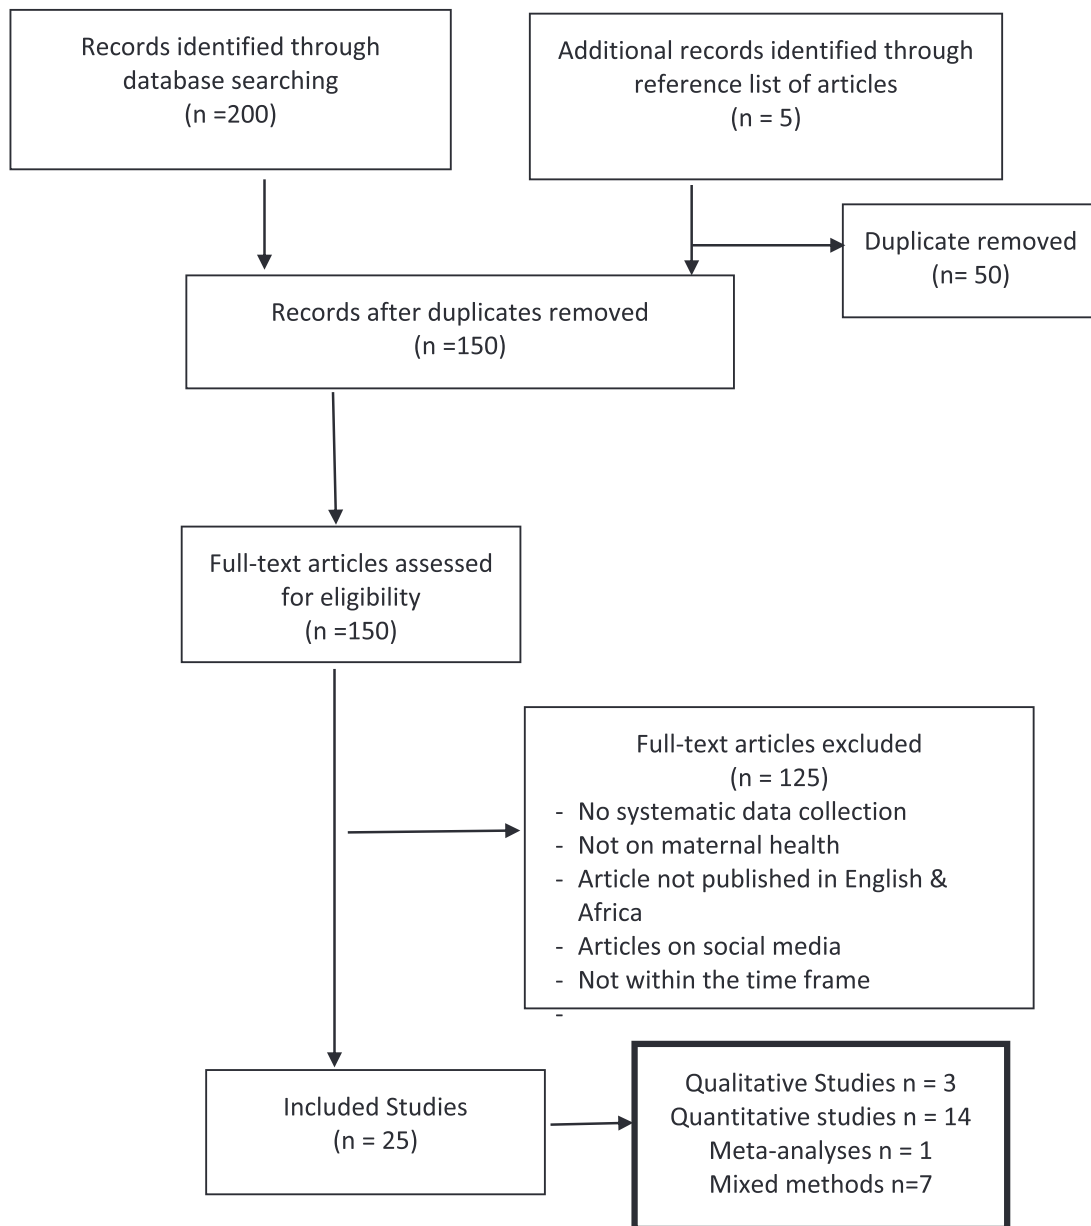 Records identified through
database searching
(n =200)
Additional records identified through
reference list of articles
(n = 5)
Duplicate removed
(n= 50)
Records after duplicates removed
(n =150)
Full-text articles assessed
for eligibility
(n =150)
Full-text articles excluded
(n = 125)
- No systematic data collection
- Not on maternal health
- Article not published in English &
Africa
- Articles on social media
- Not within the time frame
-
Included Studies
(n = 25)
Qualitative Studies n = 3
Quantitative studies n = 14
Meta-analyses n = 1
Mixed methods n=7